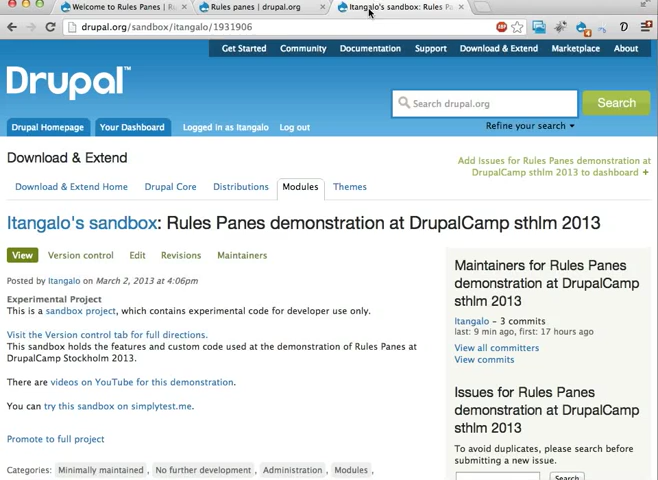 Welcome to Rules Panes | Ru
Rules panes | drupal.org
Itangalo's sandbox: Rules Pa
drupal.org/sandbox/itangalo/1931906
Get Started Community Documentation Support Download & Extend Marketplace About
Drupal™
Search drupal.org
Search
Refine your search
Drupal Homepage Your Dashboard Logged in as Itangalo Log out
Download & Extend
Add Issues for Rules Panes demonstration at
DrupalCamp sthlm 2013 to dashboard +
Download & Extend Home Drupal Core Distributions Modules Themes
Itangalo's sandbox: Rules Panes demonstration at DrupalCamp sthlm 2013
View Version control Edit Revisions Maintainers
Posted by Itangalo on March 2, 2013 at 4:06pm
Experimental Project
This is a sandbox project, which contains experimental code for developer use only.
Visit the Version control tab for full directions.
This sandbox holds the features and custom code used at the demonstration of Rules Panes at
DrupalCamp Stockholm 2013.
There are videos on YouTube for this demonstration.
You can try this sandbox on simplytest.me.
Promote to full project
Categories: Minimally maintained , No further development , Administration , Modules ,
Maintainers for Rules Panes
demonstration at DrupalCamp
sthlm 2013
Itangalo – 3 commits
last: 9 min ago, first: 17 hours ago
View all committers
View commits
Issues for Rules Panes
demonstration at DrupalCamp
sthlm 2013
To avoid duplicates, please search before
submitting a new issue.
Search